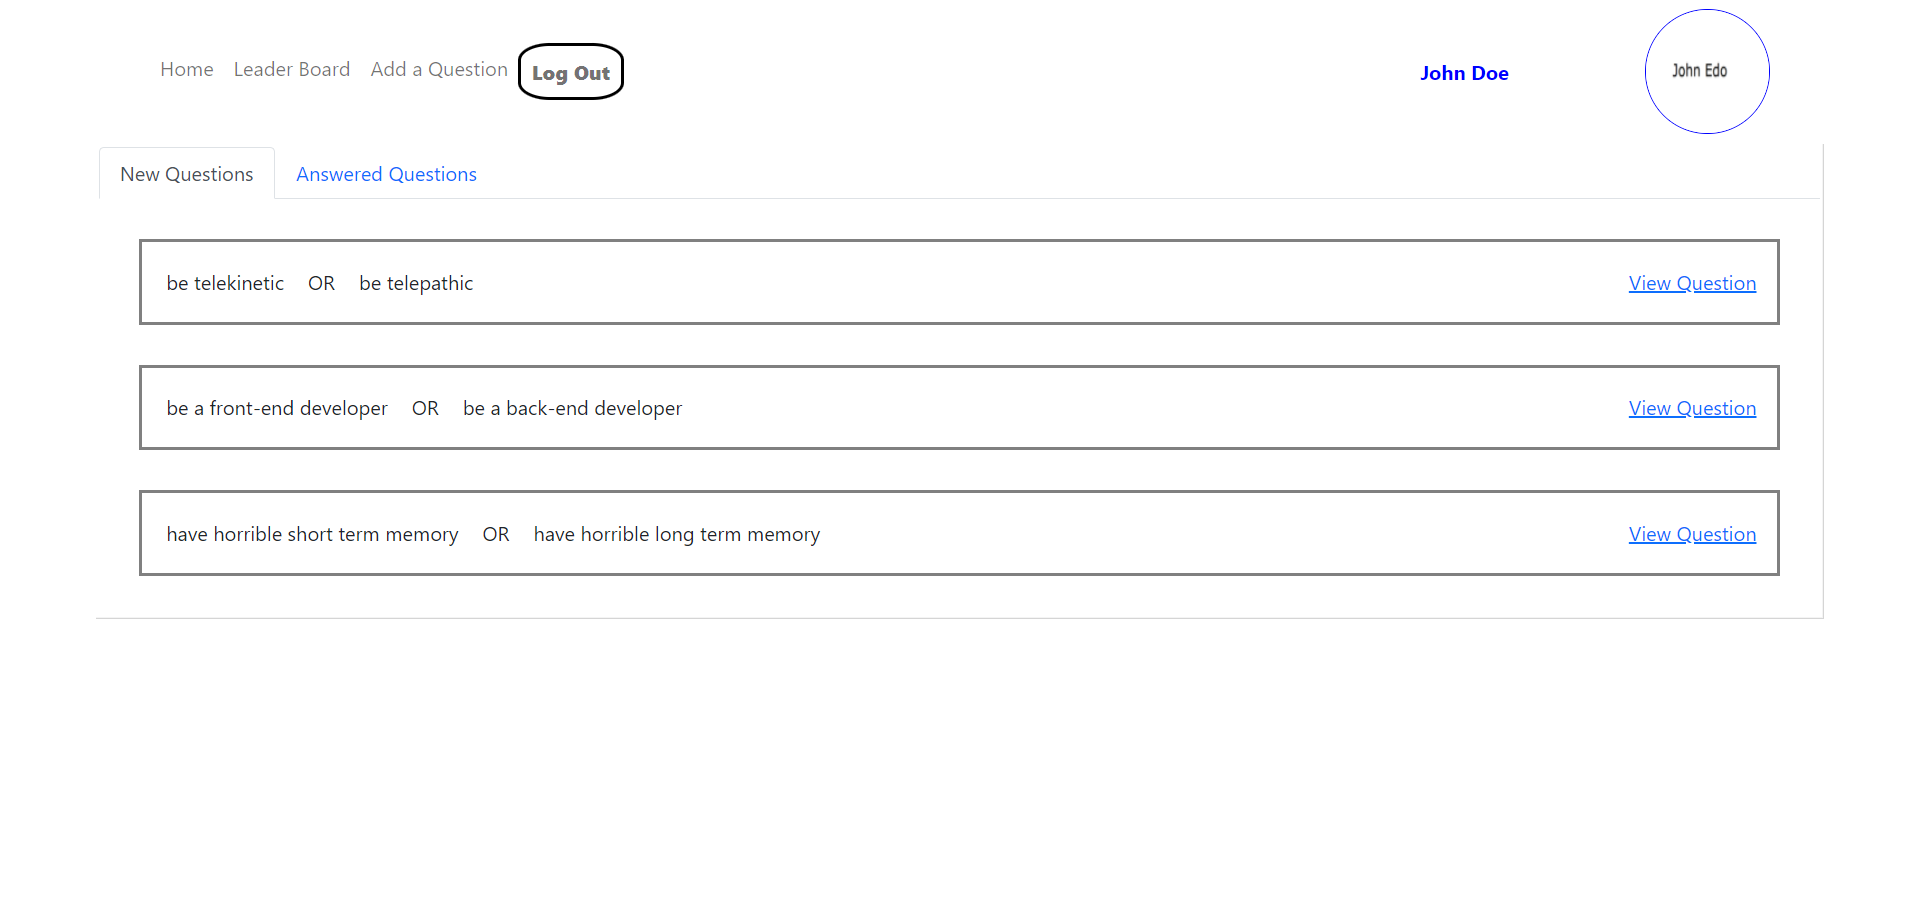 Home Leader Board Add a Question Log Out John Doe John Edo
New Questions Answered Questions
be telekinetic OR be telepathic View Question
be a front-end developer OR be a back-end developer View Question
have horrible short term memory OR have horrible long term memory View Question